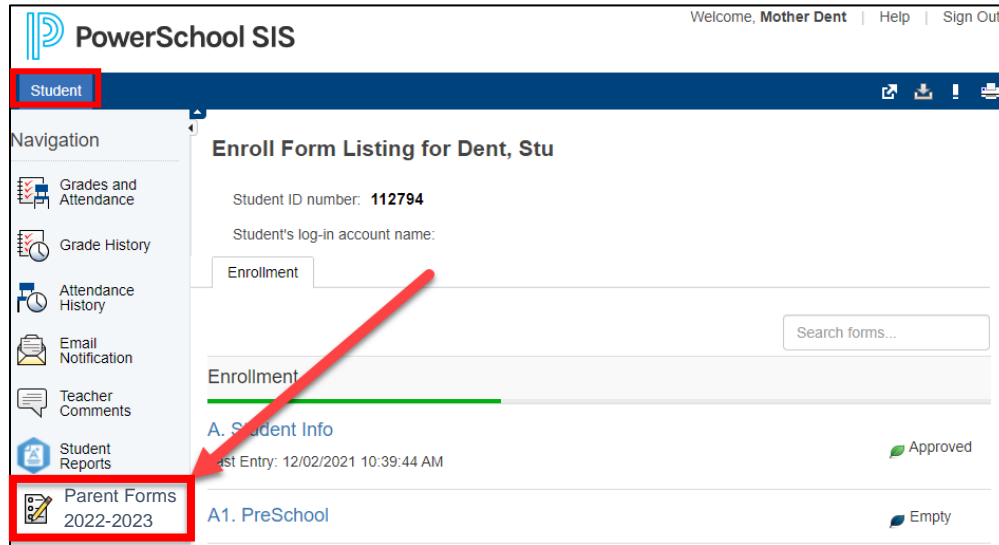 Welcome, Mother Dent | Help | Sign Out
PowerSchool SIS
Student
Navigation
Grades and
Attendance
Grade History
Attendance
History
Email
Notification
Teacher
Comments
Student
Reports
Parent Forms
2022-2023
Enroll Form Listing for Dent, Stu
Student ID number: 112794
Student's log-in account name:
Enrollment
Search forms...
Enrollment
A. Student Info
Last Entry: 12/02/2021 10:39:44 AM
Approved
A1. PreSchool
Empty